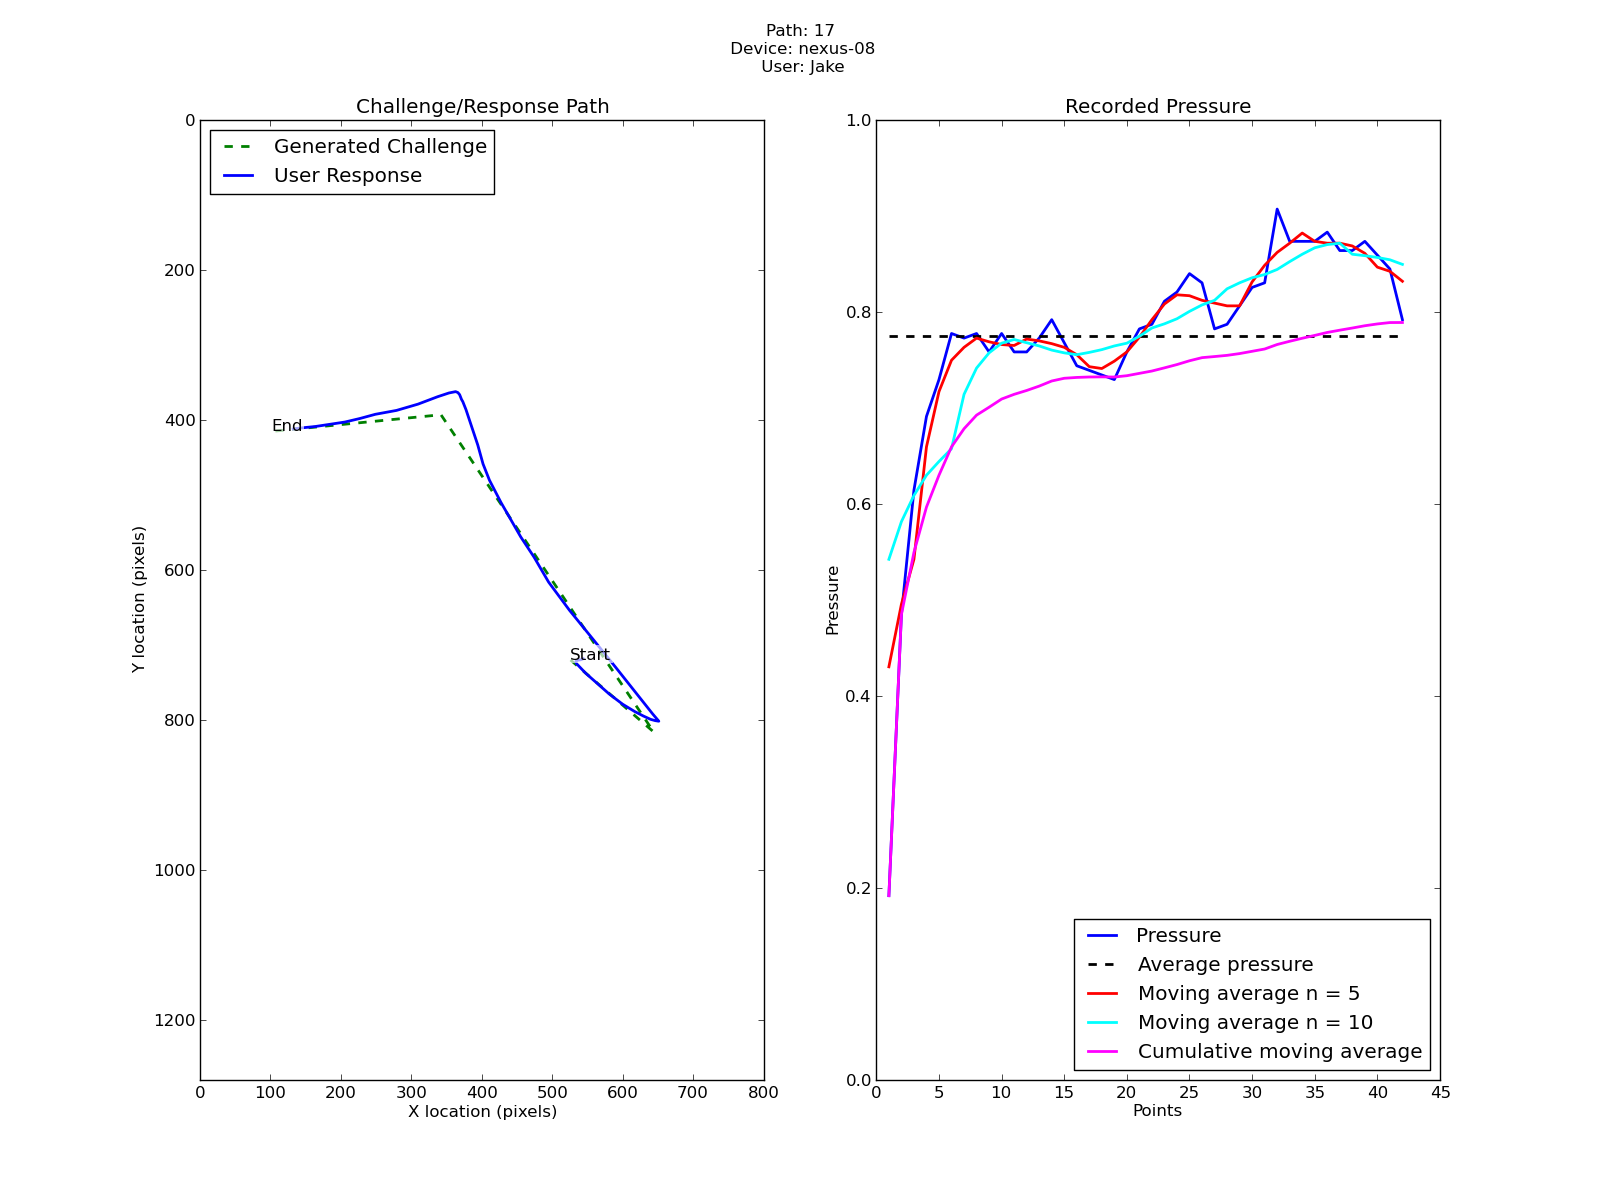 Path: 17
Device: nexus-08
User: Jake
Challenge/Response Path
0
200
400
600
800
1000
1200
Y location (pixels)
Generated Challenge
User Response
End
Start
0 100 200 300 400 500 600 700 800
X location (pixels)
Recorded Pressure
1.0
0.8
0.6
0.4
0.2
0.0
Pressure
Pressure
Average pressure
Moving average n = 5
Moving average n = 10
Cumulative moving average
0 5 10 15 20 25 30 35 40 45
Points